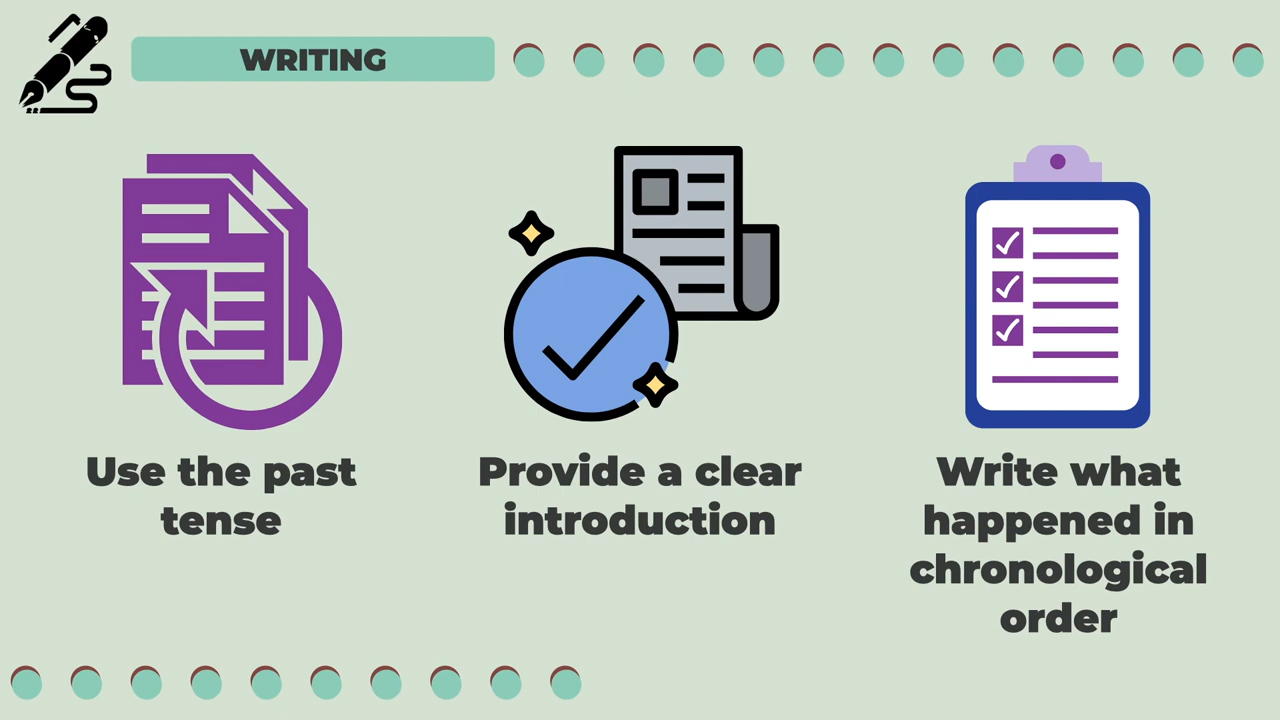 WRITING
Use the past
tense
Provide a clear
introduction
Write what
happened in
chronological
order